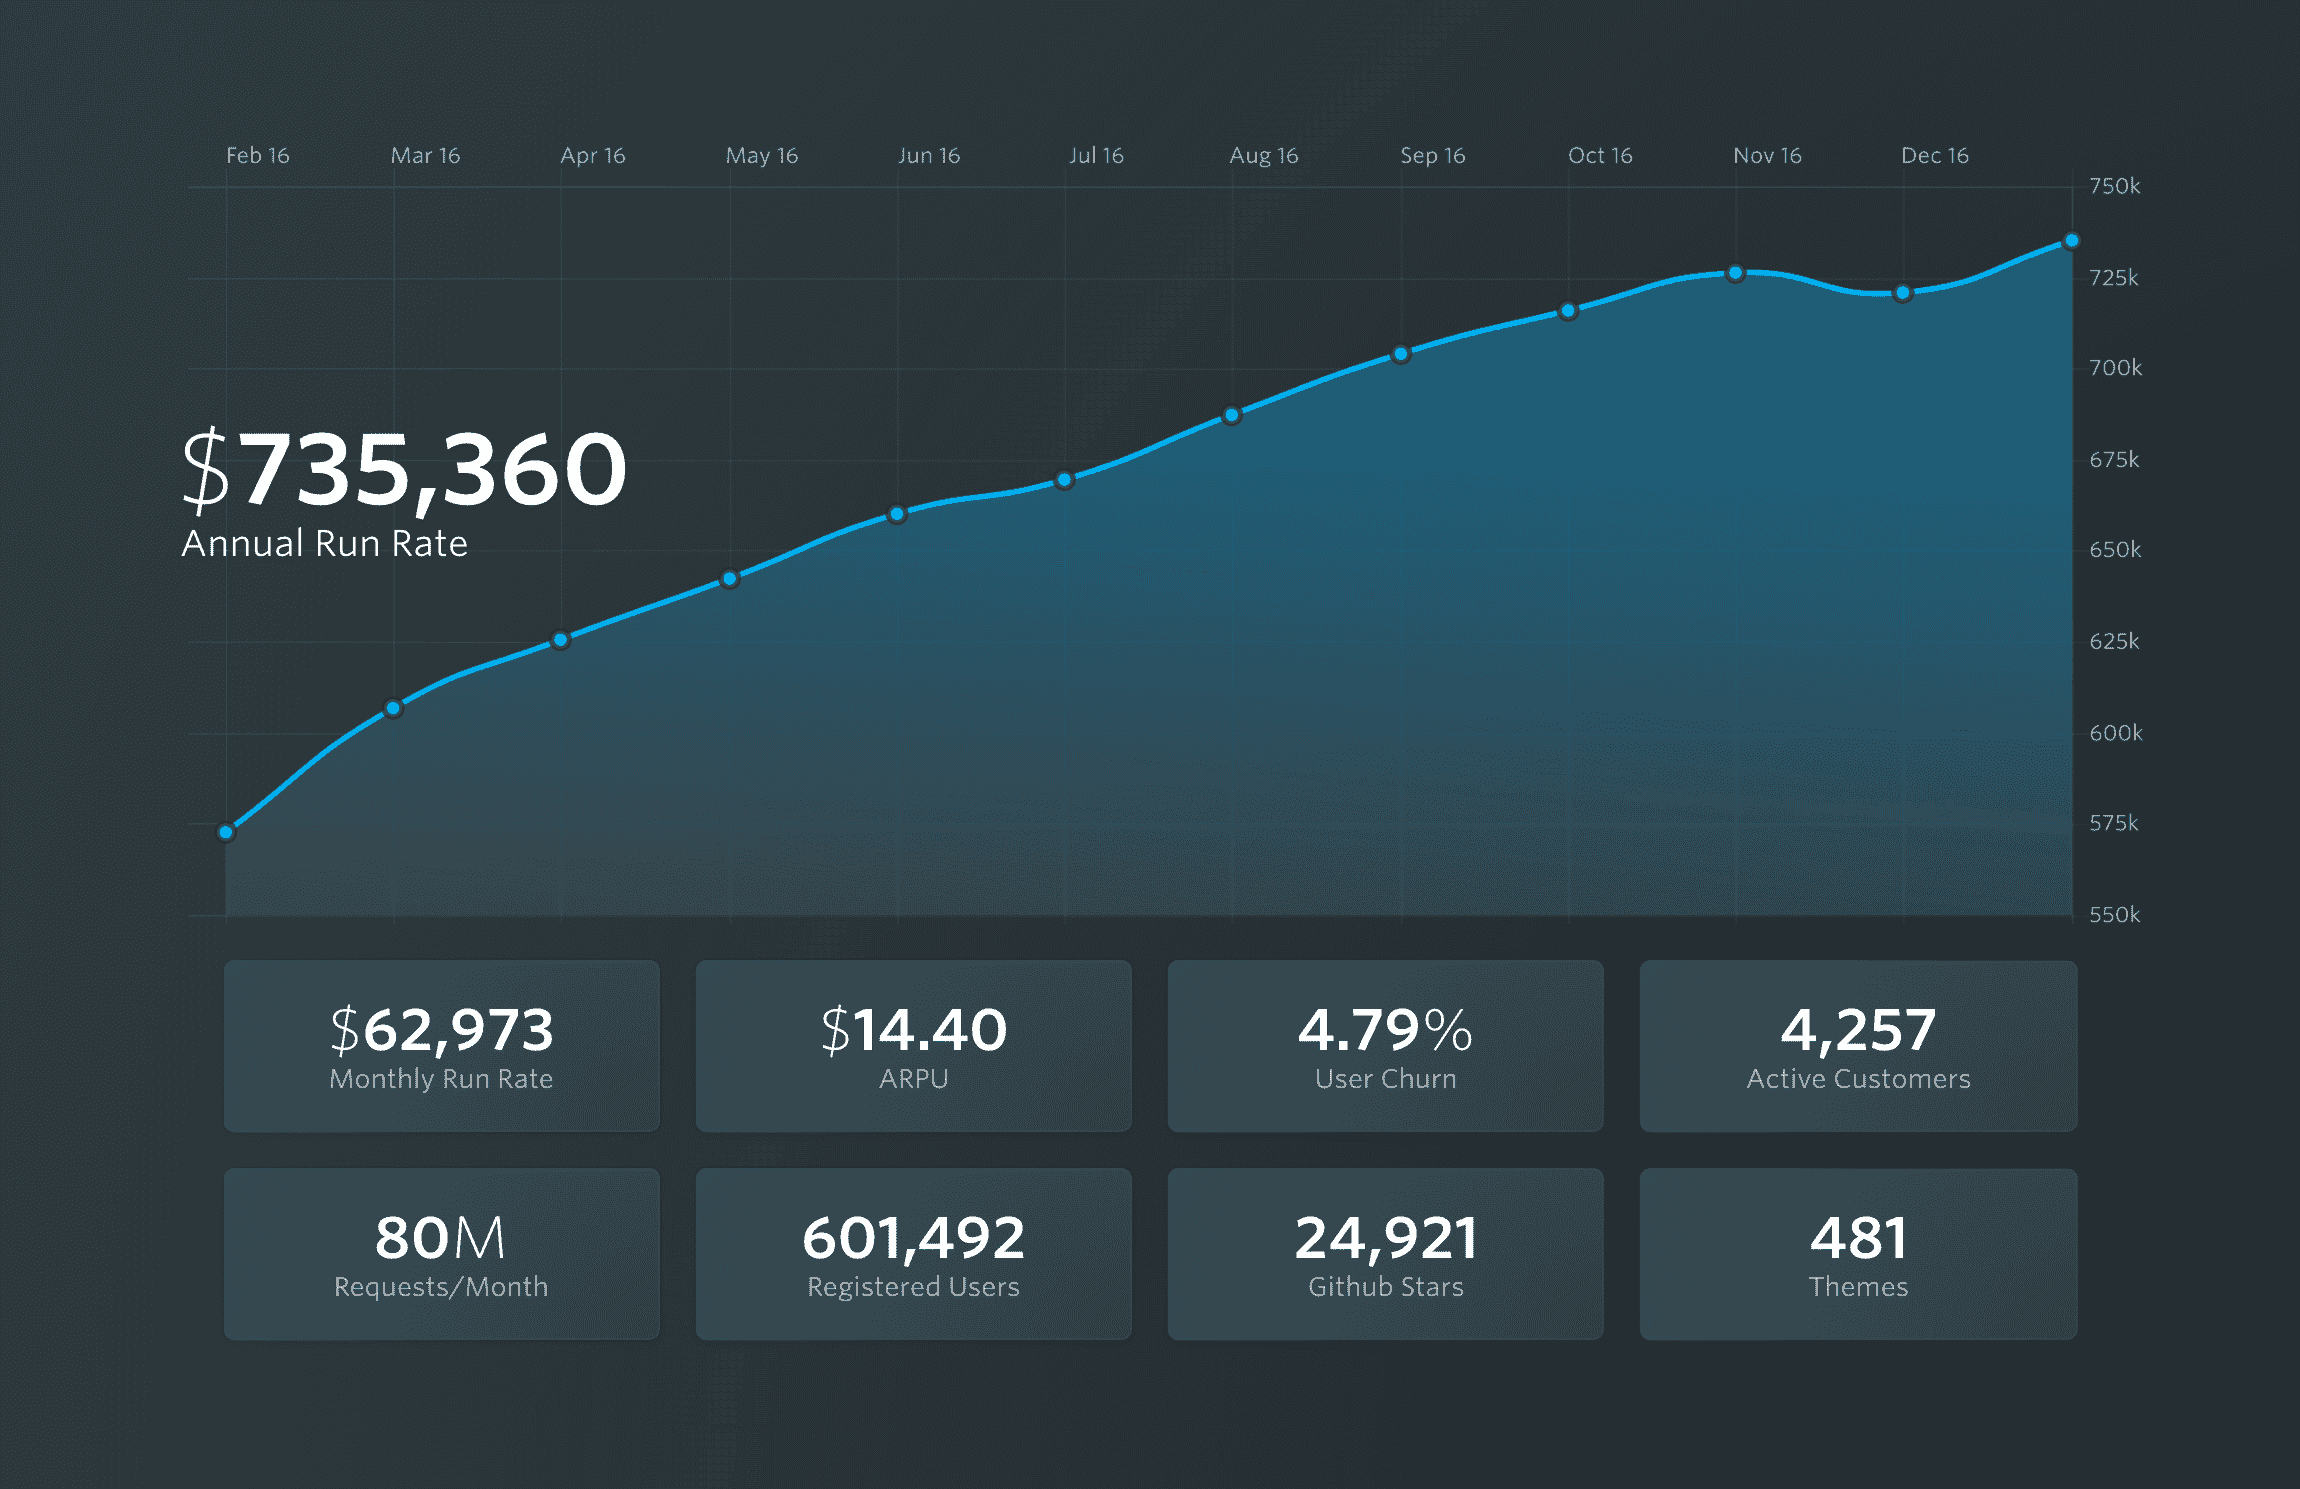 Feb 16 Mar 16 Apr 16 May 16 Jun 16 Jul 16 Aug 16 Sep 16 Oct 16 Nov 16 Dec 16
750k
725k
700k
$735,360
675k
Annual Run Rate
650k
625k
600k
575k
550k
$62,973 $14.40 4.79% 4,257
Monthly Run Rate ARPU User Churn Active Customers
80M 601,492 24,921 481
Requests/Month Registered Users Github Stars Themes